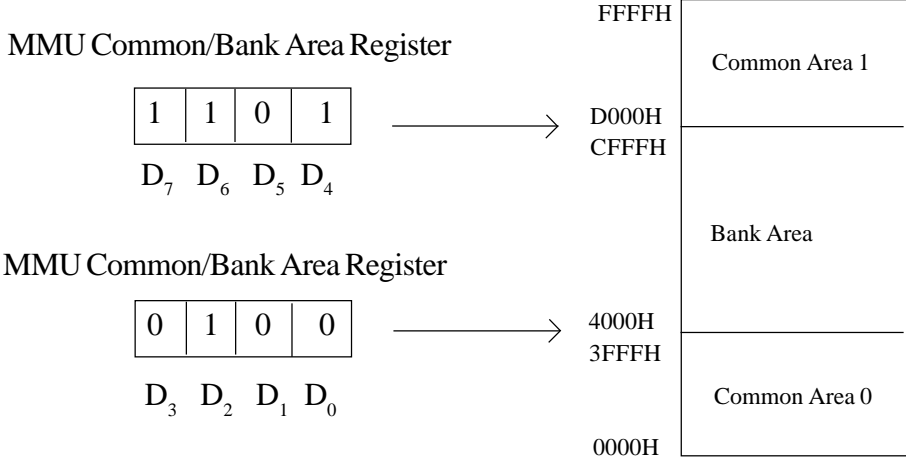 MMU Common/Bank Area Register
1 1 0 1
D₇ D₆ D₅ D₄
MMU Common/Bank Area Register
0 1 0 0
D₃ D₂ D₁ D₀
FFFFH
Common Area 1
D000H
CFFFH
Bank Area
4000H
3FFFH
Common Area 0
0000H